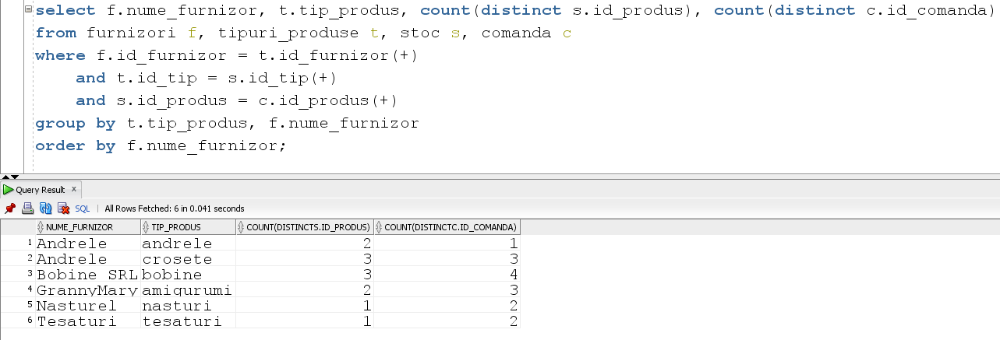 select f.nume_furnizor, t.tip_produs, count(distinct s.id_produs), count(distinct c.id_comanda)
from furnizori f, tipuri_produse t, stoc s, comanda c
where f.id_furnizor = t.id_furnizor(+)
and t.id_tip = s.id_tip(+)
and s.id_produs = c.id_produs(+)
group by t.tip_produs, f.nume_furnizor
order by f.nume_furnizor;
Query Result x
SQL | All Rows Fetched: 6 in 0.041 seconds
NUME_FURNIZOR TIP_PRODUS COUNT(DISTINCTS.ID_PRODUS) COUNT(DISTINCTC.ID_COMANDA)
1 Andrele andrele 2 1
2 Andrele crosete 3 3
3 Bobine SRL bobine 3 4
4 GrannyMary amigurumi 2 3
5 Nasturel nasturi 1 2
6 Tesaturi tesaturi 1 2